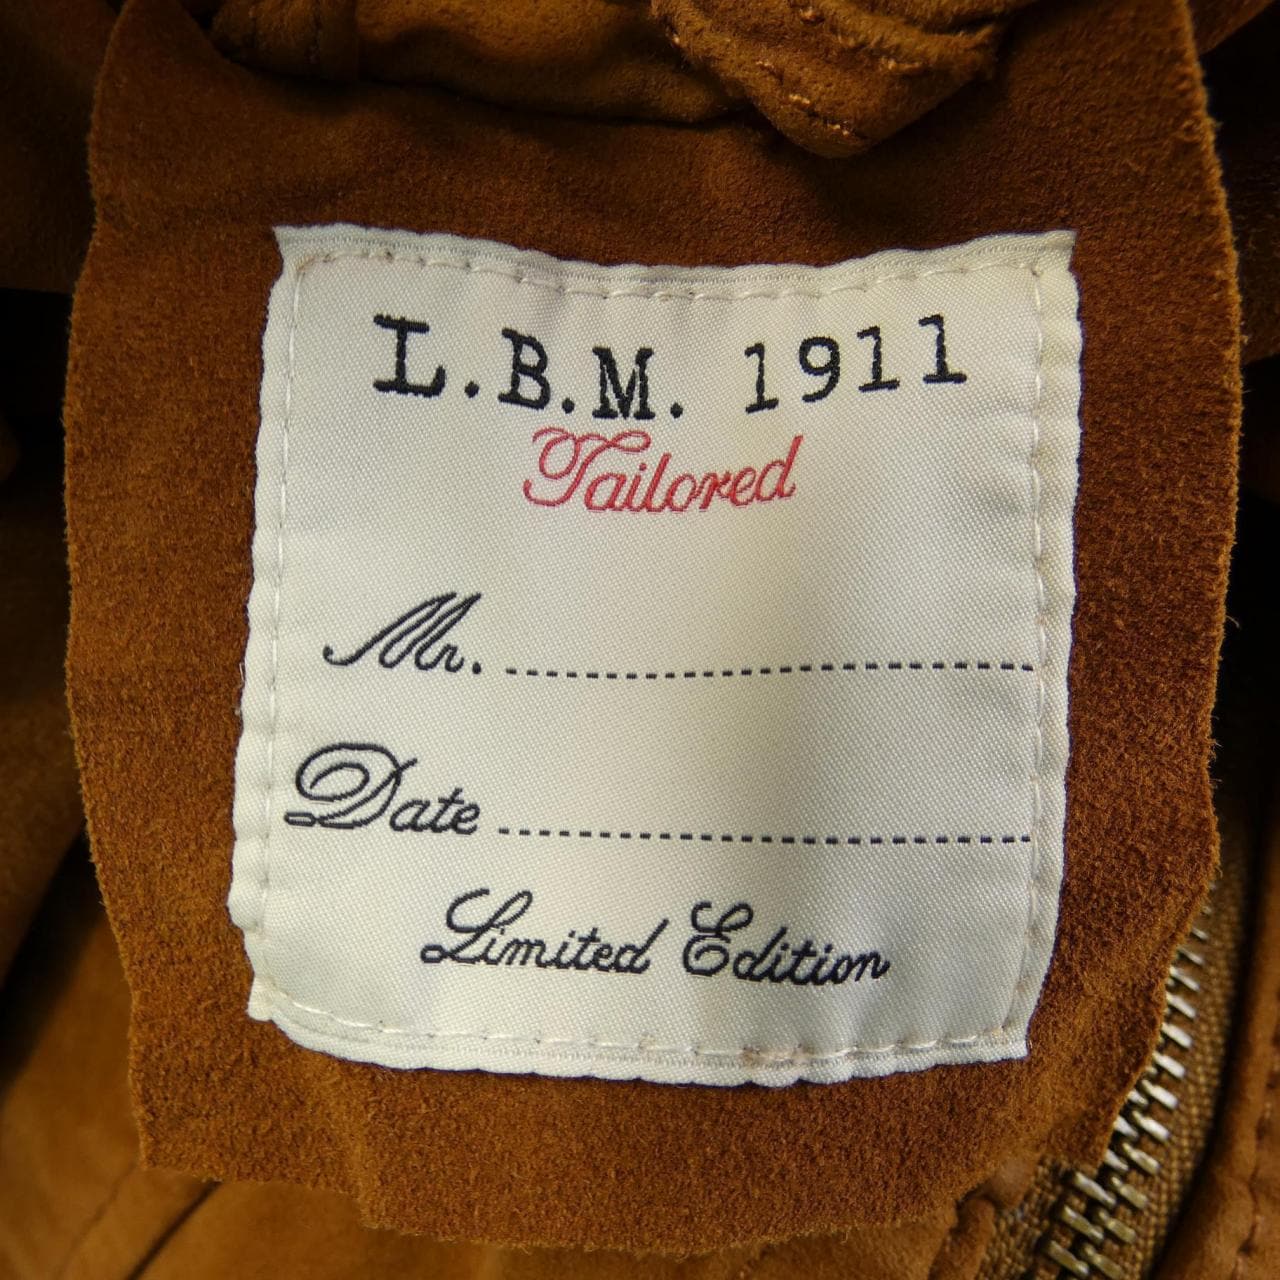 L.B.M. 1911
Tailored
Mr. ..............................
Date ..............................
Limited Edition